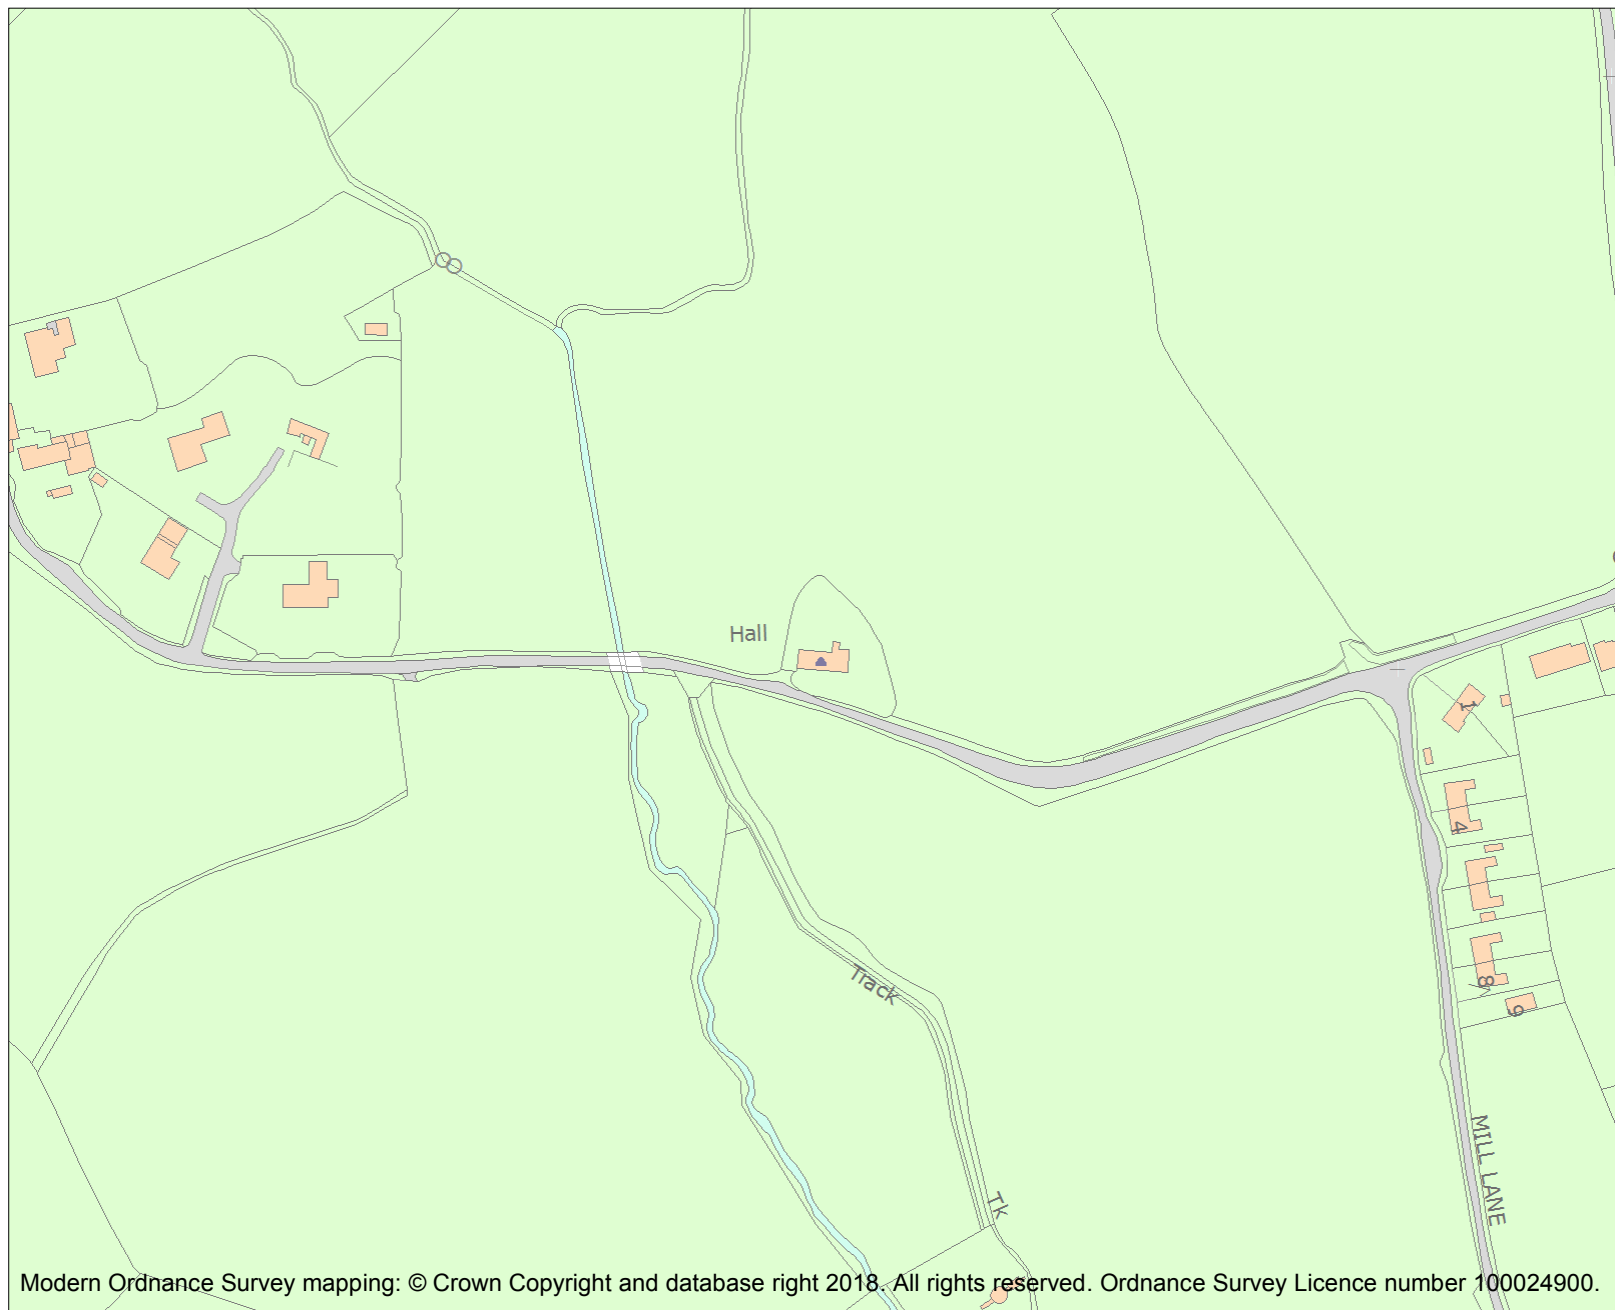 Hall
1
4
Track
8
9
MILL LANE
Tk
Modern Ordnance Survey mapping: © Crown Copyright and database right 2018. All rights reserved. Ordnance Survey Licence number 100024900.